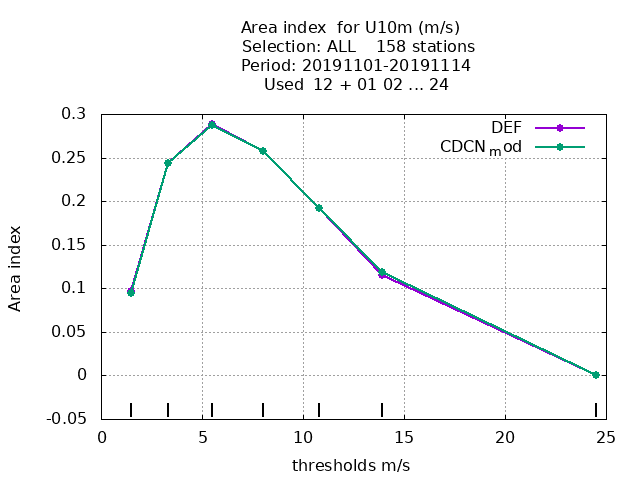 Area index  for U10m (m/s)
Selection: ALL    158 stations
Period: 20191101-20191114
Used  12 + 01 02 ... 24
DEF
CDCN_mod
0.3
0.25
0.2
0.15
0.1
0.05
0
-0.05
Area index
0 5 10 15 20 25
thresholds m/s